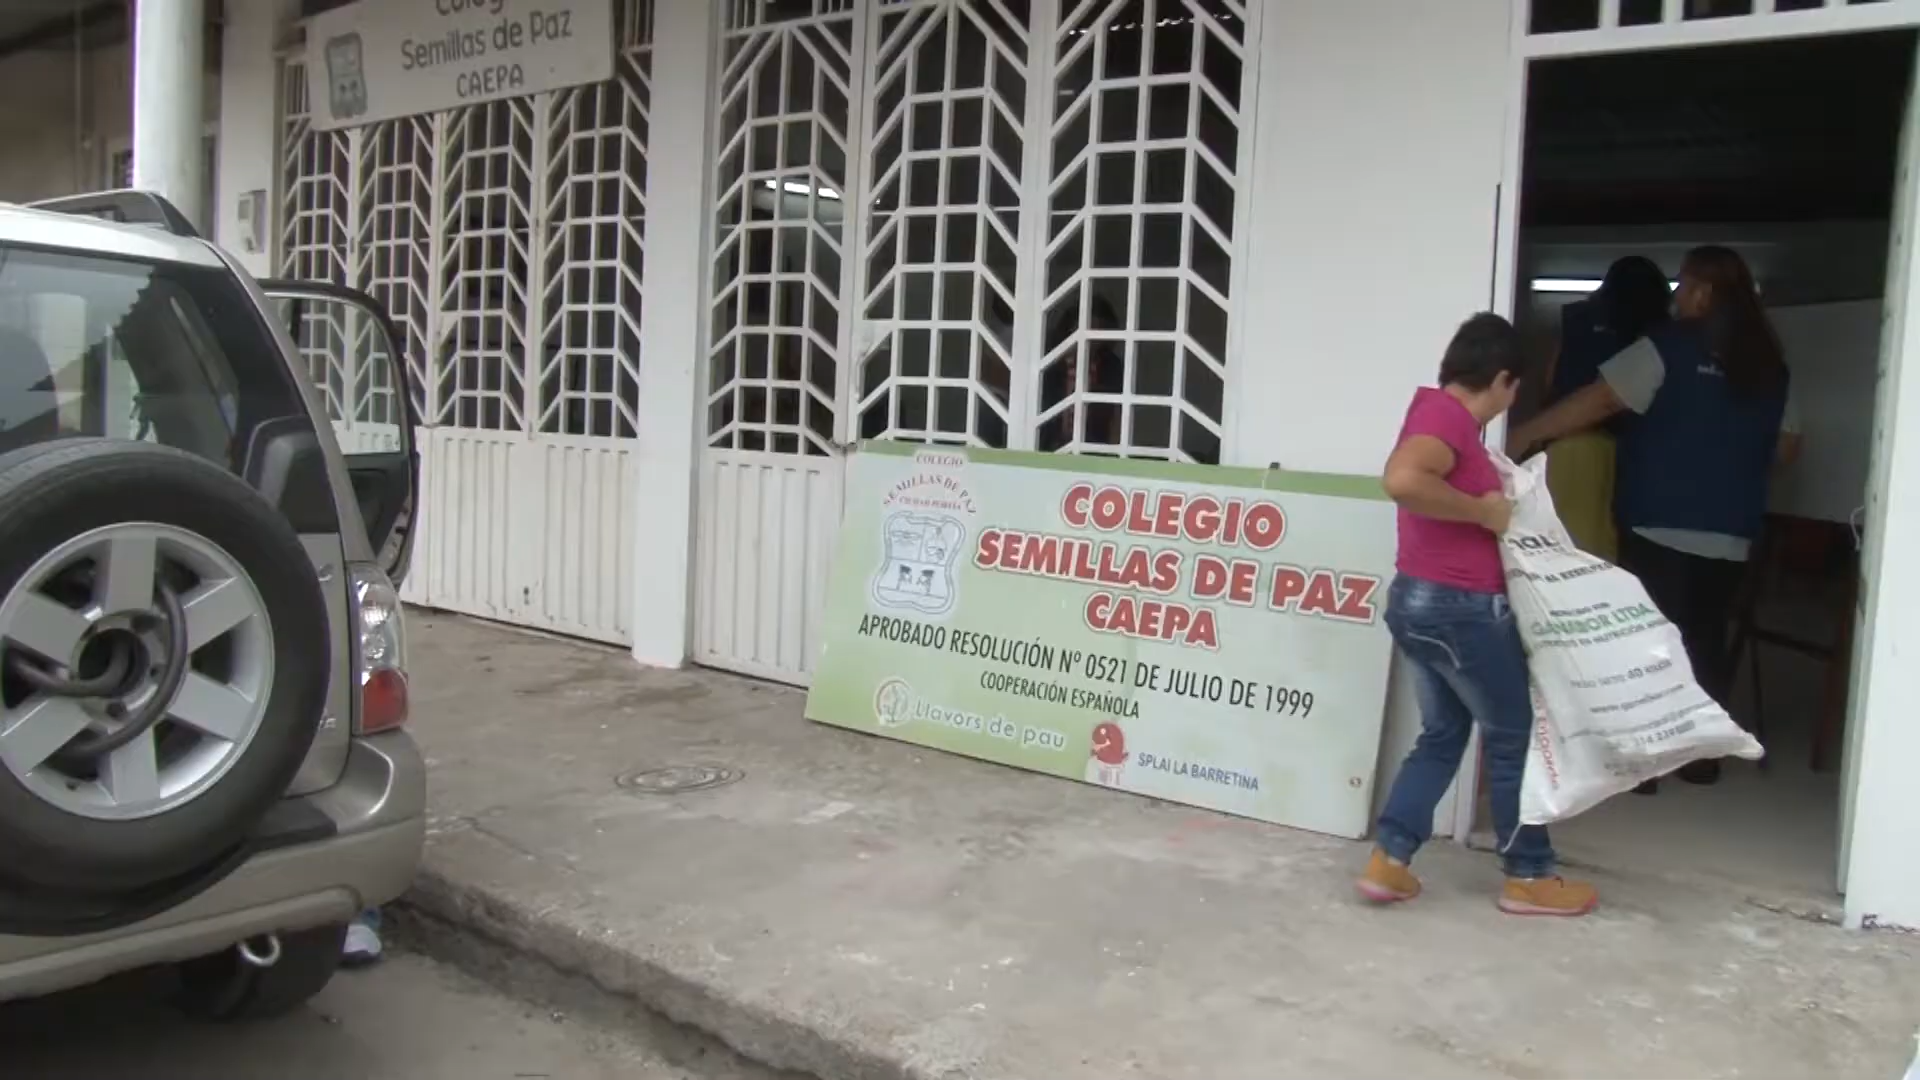 Semillas de Paz
CAEPA
COLEGIO
SEMILLAS DE PAZ
COLEGIO
SEMILLAS DE PAZ
CAEPA
APROBADO RESOLUCIÓN Nº 0521 DE JULIO DE 1999
COOPERACIÓN ESPAÑOLA
Llavors de pau
SPLAI LA BARRETINA
LTDA